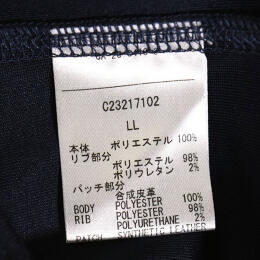 C23217102
LL
本体 ポリエステル 100%
リブ部分
ポリエステル 98%
ポリウレタン 2%
パッチ部分
合成皮革
BODY POLYESTER 100%
RIB POLYESTER 98%
POLYURETHANE 2%
PATCH SYNTHETIC LEATHER